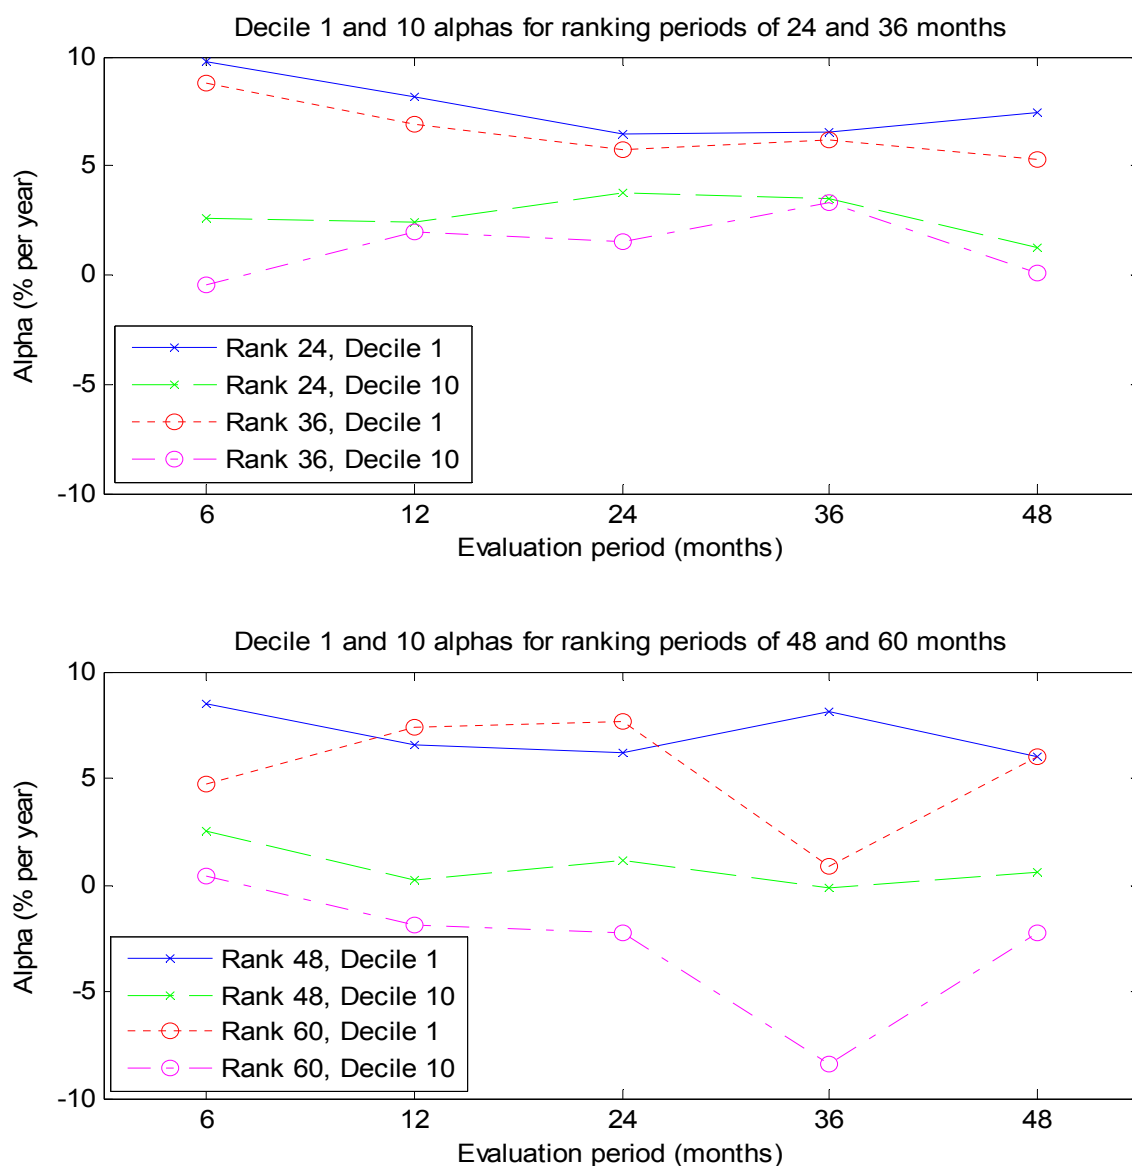 Decile 1 and 10 alphas for ranking periods of 24 and 36 months
10
5
0
-5
-10
Alpha (% per year)
Rank 24, Decile 1
Rank 24, Decile 10
Rank 36, Decile 1
Rank 36, Decile 10
6 12 24 36 48
Evaluation period (months)
Decile 1 and 10 alphas for ranking periods of 48 and 60 months
10
5
0
-5
-10
Alpha (% per year)
Rank 48, Decile 1
Rank 48, Decile 10
Rank 60, Decile 1
Rank 60, Decile 10
6 12 24 36 48
Evaluation period (months)